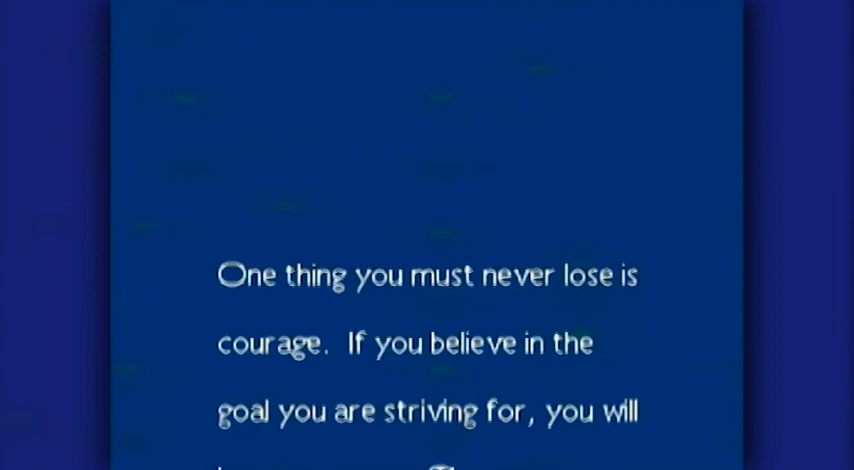 One thing you must never lose is
courage.  If you believe in the
goal you are striving for, you will